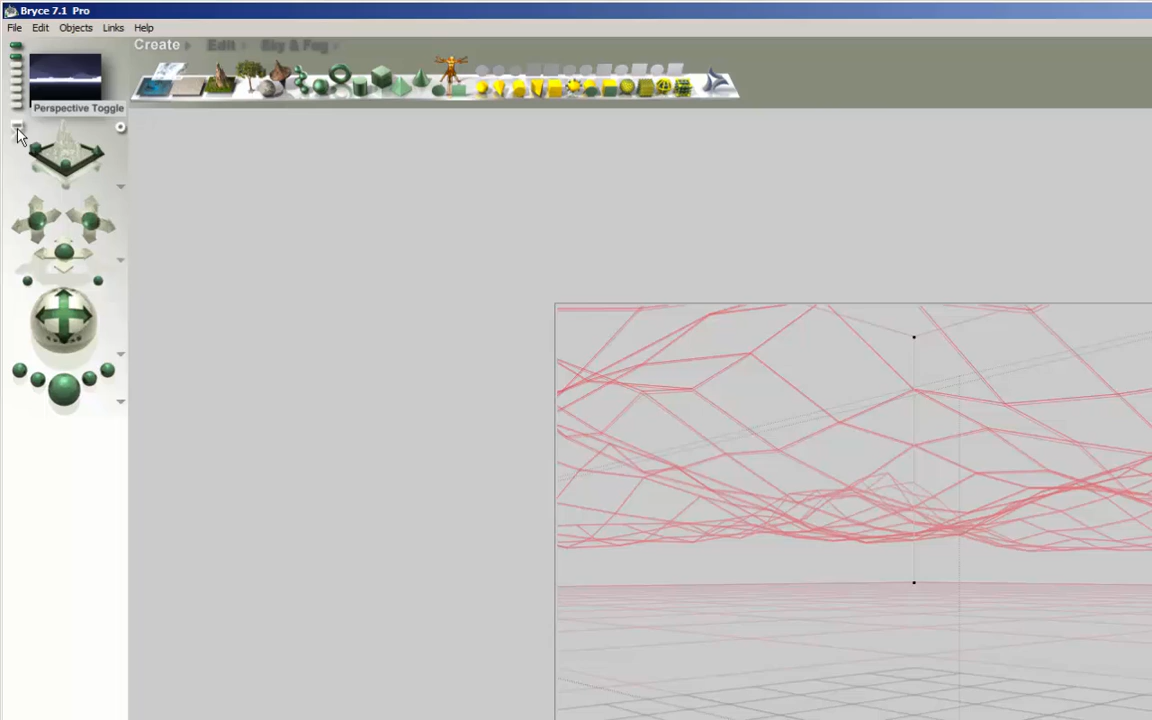 Bryce 7.1 Pro
File Edit Objects Links Help
Create Edit Sky & Fog
Perspective Toggle